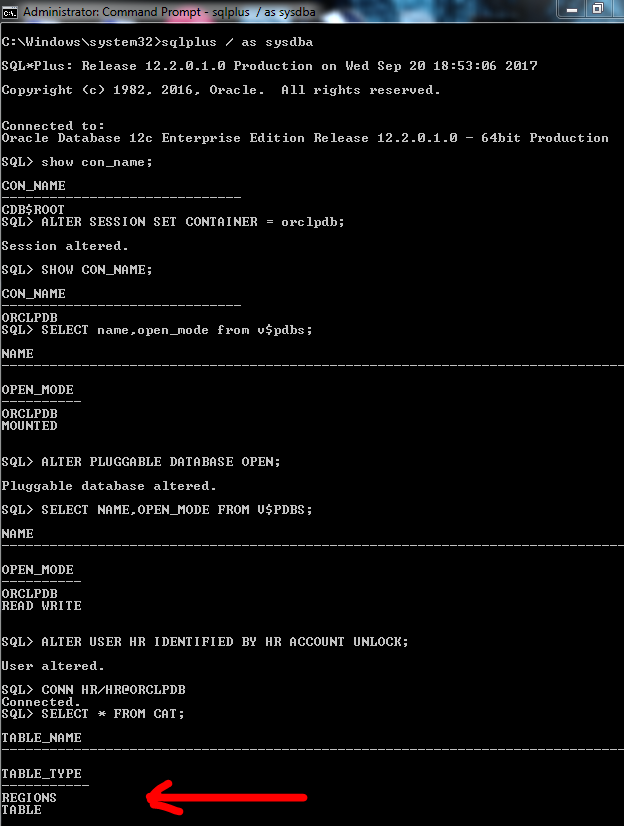 Administrator: Command Prompt - sqlplus / as sysdba
C:\Windows\system32>sqlplus / as sysdba
SQL*Plus: Release 12.2.0.1.0 Production on Wed Sep 20 18:53:06 2017
Copyright (c) 1982, 2016, Oracle.  All rights reserved.
Connected to:
Oracle Database 12c Enterprise Edition Release 12.2.0.1.0 - 64bit Production
SQL> show con_name;
CON_NAME
------------------------------
CDB$ROOT
SQL> ALTER SESSION SET CONTAINER = orclpdb;
Session altered.
SQL> SHOW CON_NAME;
CON_NAME
------------------------------
ORCLPDB
SQL> SELECT name,open_mode from v$pdbs;
NAME
--------------------------------------------------------------------------------
OPEN_MODE
----------
ORCLPDB
MOUNTED
SQL> ALTER PLUGGABLE DATABASE OPEN;
Pluggable database altered.
SQL> SELECT NAME,OPEN_MODE FROM V$PDBS;
NAME
--------------------------------------------------------------------------------
OPEN_MODE
----------
ORCLPDB
READ WRITE
SQL> ALTER USER HR IDENTIFIED BY HR ACCOUNT UNLOCK;
User altered.
SQL> CONN HR/HR@ORCLPDB
Connected.
SQL> SELECT * FROM CAT;
TABLE_NAME
--------------------------------------------------------------------------------
TABLE_TYPE
-----------
REGIONS
TABLE